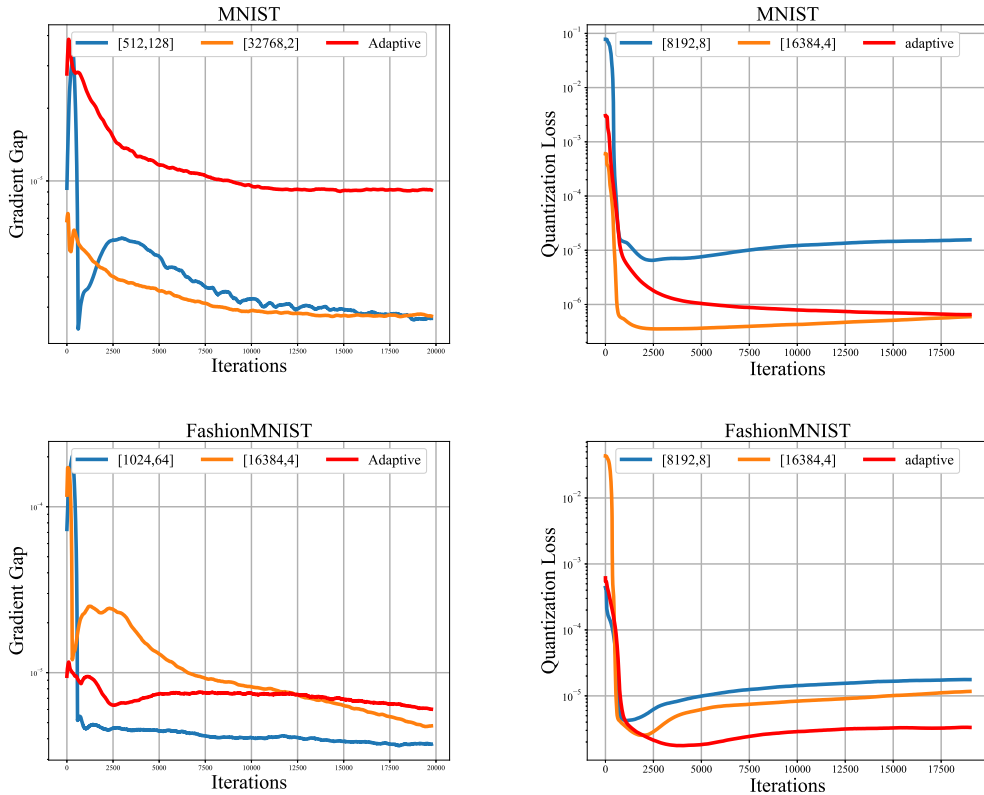 MNIST
[512,128] [32768,2] Adaptive
Gradient Gap
0 2500 5000 7500 10000 12500 15000 17500 20000
Iterations
MNIST
[8192,8] [16384,4] adaptive
10⁻¹
10⁻²
10⁻³
10⁻⁴
10⁻⁵
10⁻⁶
Quantization Loss
0 2500 5000 7500 10000 12500 15000 17500
Iterations
FashionMNIST
[1024,64] [16384,4] Adaptive
10⁻⁴
10⁻⁵
Gradient Gap
0 2500 5000 7500 10000 12500 15000 17500 20000
Iterations
FashionMNIST
[8192,8] [16384,4] adaptive
10⁻²
10⁻³
10⁻⁴
10⁻⁵
Quantization Loss
0 2500 5000 7500 10000 12500 15000 17500
Iterations